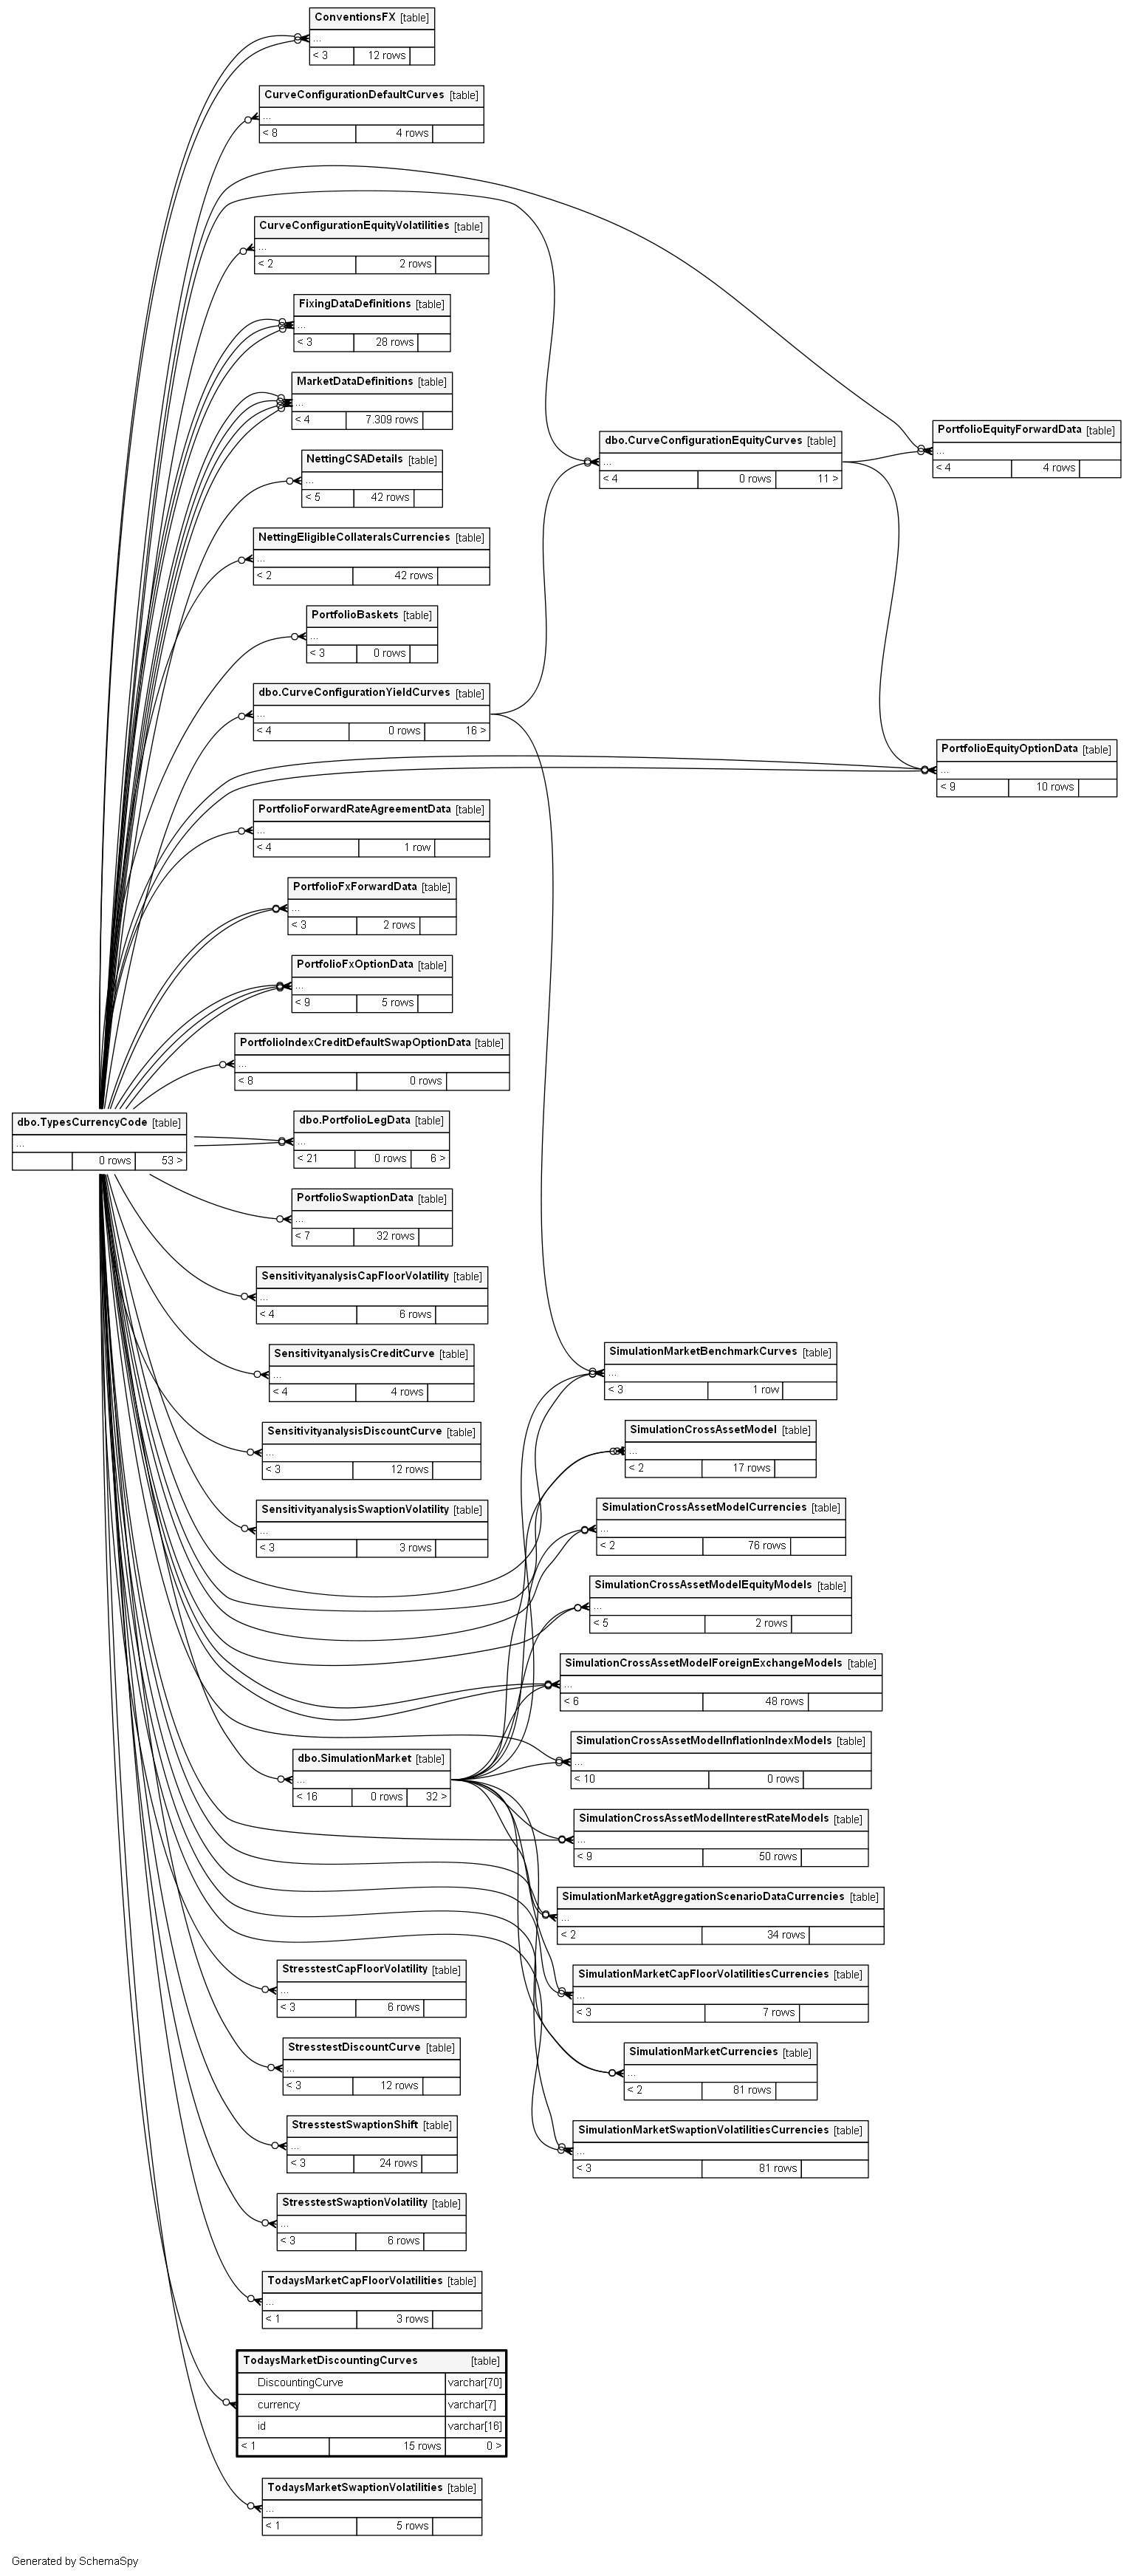 ConventionsFX [table]
...
< 3 12 rows
CurveConfigurationDefaultCurves [table]
...
< 8 4 rows
CurveConfigurationEquityVolatilities [table]
...
< 2 2 rows
FixingDataDefinitions [table]
...
< 3 28 rows
MarketDataDefinitions [table]
...
< 4 7.309 rows
NettingCSADetails [table]
...
< 5 42 rows
NettingEligibleCollateralsCurrencies [table]
...
< 2 42 rows
PortfolioBaskets [table]
...
< 3 0 rows
dbo.CurveConfigurationYieldCurves [table]
...
< 4 0 rows 16 >
PortfolioForwardRateAgreementData [table]
...
< 4 1 row
PortfolioFxForwardData [table]
...
< 3 2 rows
PortfolioFxOptionData [table]
...
< 9 5 rows
PortfolioIndexCreditDefaultSwapOptionData [table]
...
< 8 0 rows
dbo.TypesCurrencyCode [table]
...
0 rows 53 >
dbo.PortfolioLegData [table]
...
< 21 0 rows 6 >
PortfolioSwaptionData [table]
...
< 7 32 rows
SensitivityanalysisCapFloorVolatility [table]
...
< 4 6 rows
SensitivityanalysisCreditCurve [table]
...
< 4 4 rows
SensitivityanalysisDiscountCurve [table]
...
< 3 12 rows
SensitivityanalysisSwaptionVolatility [table]
...
< 3 3 rows
dbo.SimulationMarket [table]
...
< 16 0 rows 32 >
StresstestCapFloorVolatility [table]
...
< 3 6 rows
StresstestDiscountCurve [table]
...
< 3 12 rows
StresstestSwaptionShift [table]
...
< 3 24 rows
StresstestSwaptionVolatility [table]
...
< 3 6 rows
TodaysMarketCapFloorVolatilities [table]
...
< 1 3 rows
TodaysMarketDiscountingCurves [table]
DiscountingCurve varchar[70]
currency varchar[7]
id varchar[16]
< 1 15 rows 0 >
TodaysMarketSwaptionVolatilities [table]
...
< 1 5 rows
dbo.CurveConfigurationEquityCurves [table]
...
< 4 0 rows 11 >
SimulationMarketBenchmarkCurves [table]
...
< 3 1 row
SimulationCrossAssetModel [table]
...
< 2 17 rows
SimulationCrossAssetModelCurrencies [table]
...
< 2 76 rows
SimulationCrossAssetModelEquityModels [table]
...
< 5 2 rows
SimulationCrossAssetModelForeignExchangeModels [table]
...
< 6 48 rows
SimulationCrossAssetModelInflationIndexModels [table]
...
< 10 0 rows
SimulationCrossAssetModelInterestRateModels [table]
...
< 9 50 rows
SimulationMarketAggregationScenarioDataCurrencies [table]
...
< 2 34 rows
SimulationMarketCapFloorVolatilitiesCurrencies [table]
...
< 3 7 rows
SimulationMarketCurrencies [table]
...
< 2 81 rows
SimulationMarketSwaptionVolatilitiesCurrencies [table]
...
< 3 81 rows
PortfolioEquityForwardData [table]
...
< 4 4 rows
PortfolioEquityOptionData [table]
...
< 9 10 rows
Generated by SchemaSpy